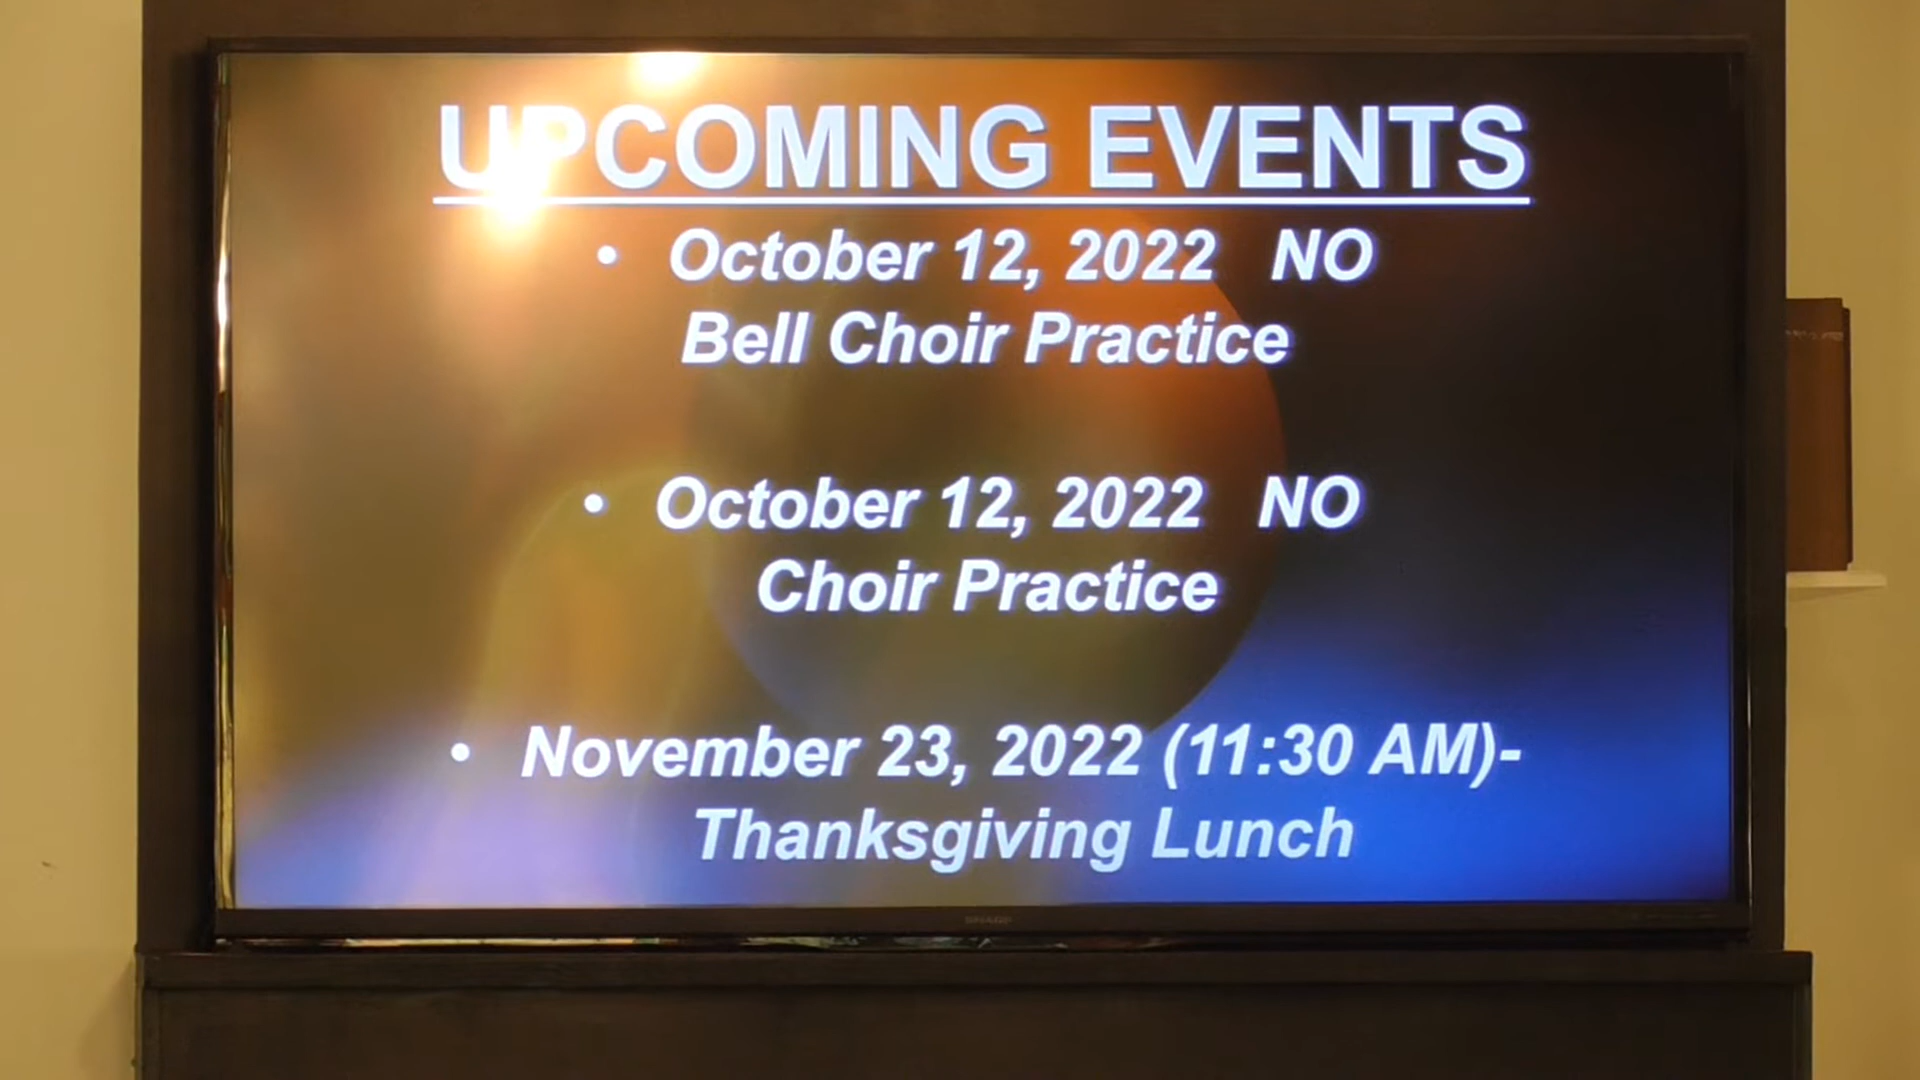 UPCOMING EVENTS
• October 12, 2022 NO
Bell Choir Practice
• October 12, 2022 NO
Choir Practice
• November 23, 2022 (11:30 AM)-
Thanksgiving Lunch